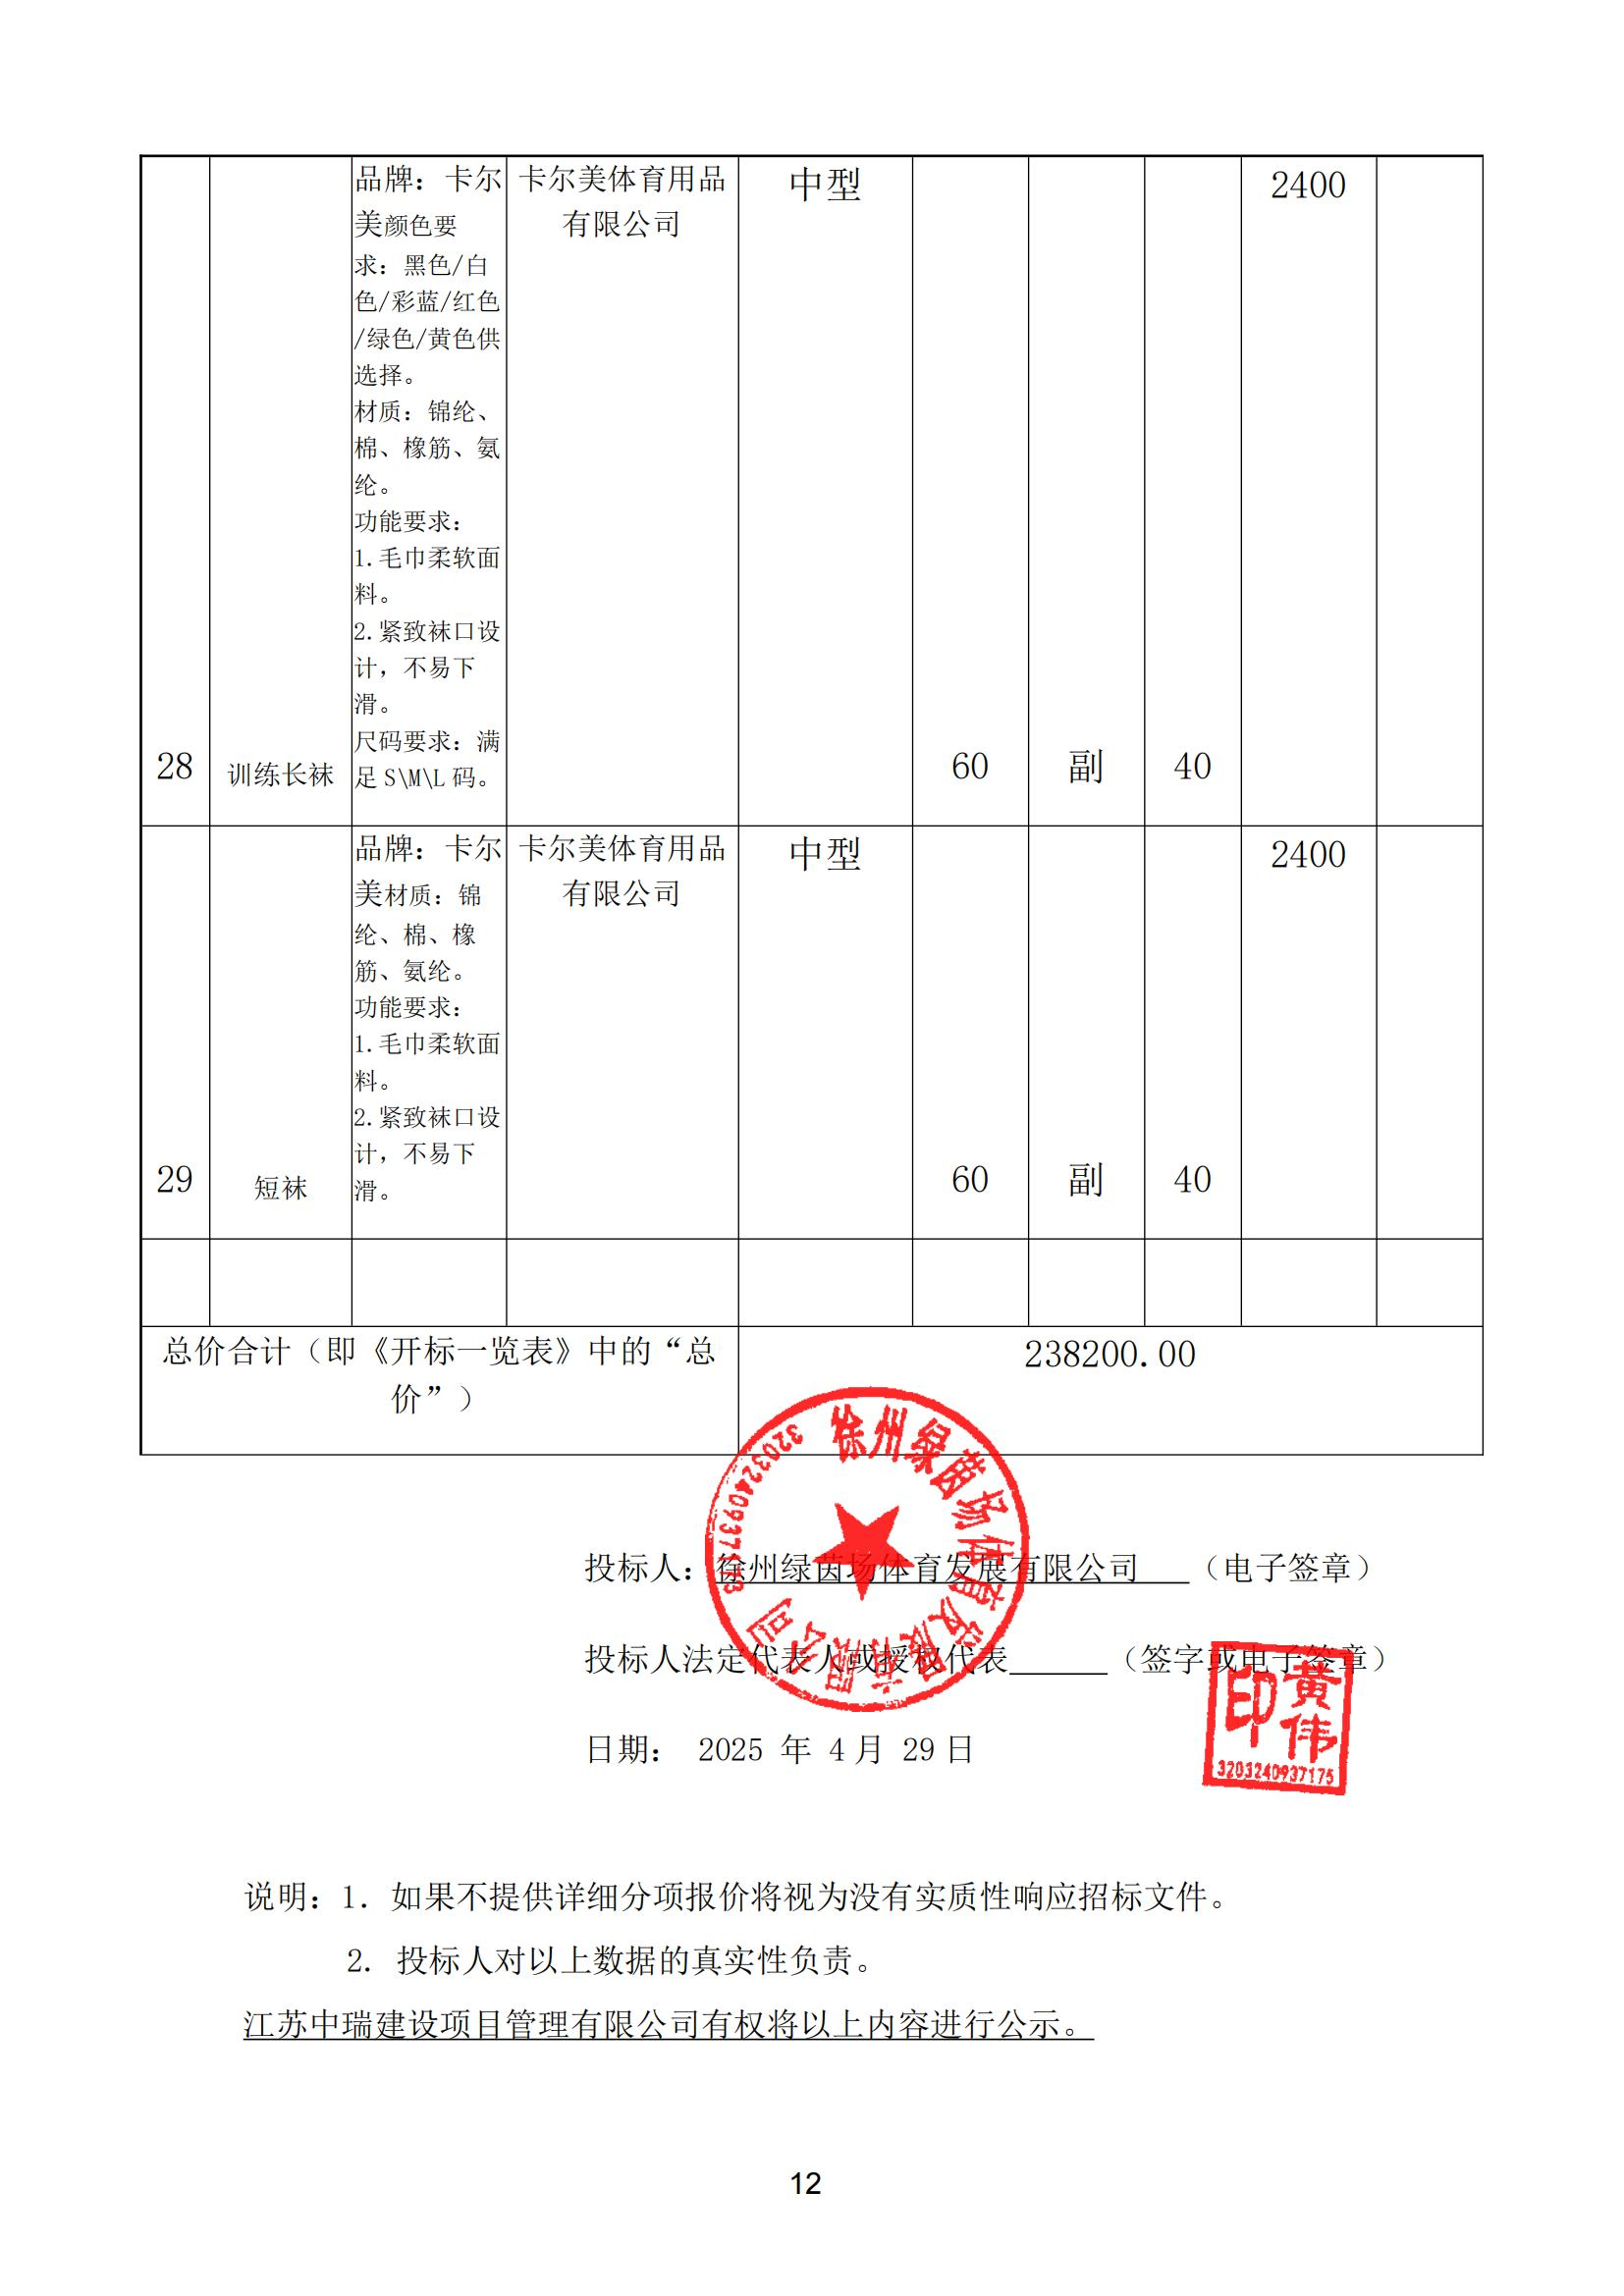 品牌：卡尔
美颜色要
求：黑色/白
色/彩蓝/红色
/绿色/黄色供
选择。
材质：锦纶、
棉、橡筋、氨
纶。
功能要求：
1.毛巾柔软面
料。
2.紧致袜口设
计，不易下
滑。
尺码要求：满
足 S\M\L 码。
卡尔美体育用品
有限公司
中型
2400
28
训练长袜
60
副
40
品牌：卡尔
美材质：锦
纶、棉、橡
筋、氨纶。
功能要求：
1.毛巾柔软面
料。
2.紧致袜口设
计，不易下
滑。
卡尔美体育用品
有限公司
中型
2400
29
短袜
60
副
40
总价合计（即《开标一览表》中的“总
价”）
238200.00
徐州绿茵场体育发展有限公司
投标人：徐州绿茵场体育发展有限公司 （电子签章）
投标人法定代表人或授权代表______（签字或电子签章）
黄伟印
3203240937175
日期： 2025 年 4 月 29 日
说明：1. 如果不提供详细分项报价将视为没有实质性响应招标文件。
2. 投标人对以上数据的真实性负责。
江苏中瑞建设项目管理有限公司有权将以上内容进行公示。
12